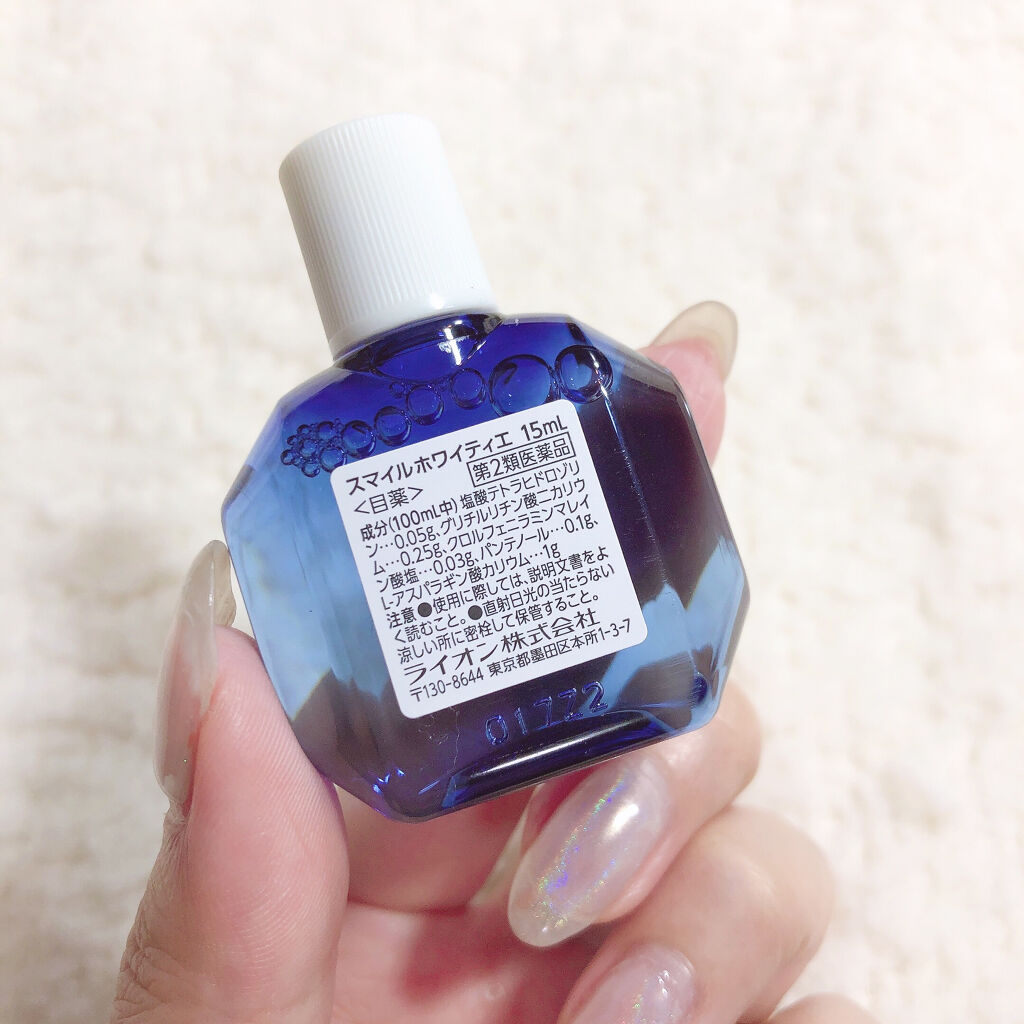 スマイルホワイティエ 15mL
<目薬> 第2類医薬品
成分(100mL中)塩酸テトラヒドロゾリ
ン…0.05g、グリチルリチン酸二カリウ
ム…0.25g、クロルフェニラミンマレイ
ン酸塩…0.03g、パンテノール…0.1g、
L-アスパラギン酸カリウム…1g
注意●使用に際しては、説明文書をよ
く読むこと。●直射日光の当たらない
涼しい所に密栓して保管すること。
ライオン株式会社
〒130-8644 東京都墨田区本所1-3-7